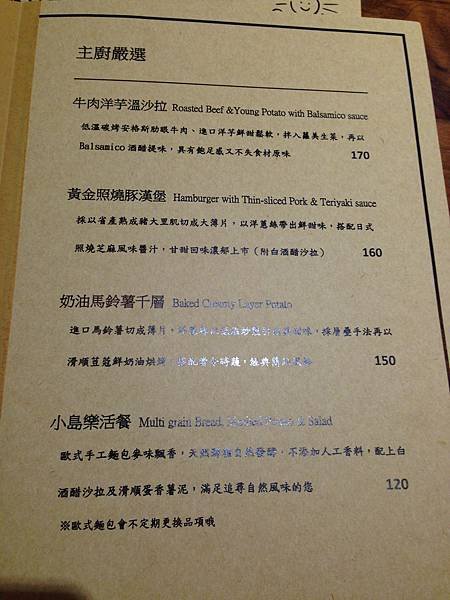 主廚嚴選
牛肉洋芋溫沙拉 Roasted Beef &Young Potato with Balsamico sauce
低溫碳烤安格斯肋眼牛肉、進口洋芋鮮甜鬆軟，拌入蘿美生菜，再以
Balsamico 酒醋提味，具有飽足感又不失食材原味 170
黃金照燒豚漢堡 Hamburger with Thin-sliced Pork & Teriyaki sauce
採以省產熟成豬大里肌切成大薄片，以洋蔥絲帶出鮮甜味，搭配日式
照燒芝麻風味醬汁，甘甜回味濃郁上市（附白酒醋沙拉） 160
奶油馬鈴薯千層 Baked Creamy Layer Potato
進口馬鈴薯切成薄片，採層疊手法再以
滑順荳蔻鮮奶油烘烤， 150
小島樂活餐 Multi grain Bread, & Salad
歐式手工麵包麥味飄香，天然 自然發酵，不添加人工香料，配上白
酒醋沙拉及滑順蛋香薯泥，滿足追尋自然風味的您 120
※歐式麵包會不定期更換品項哦